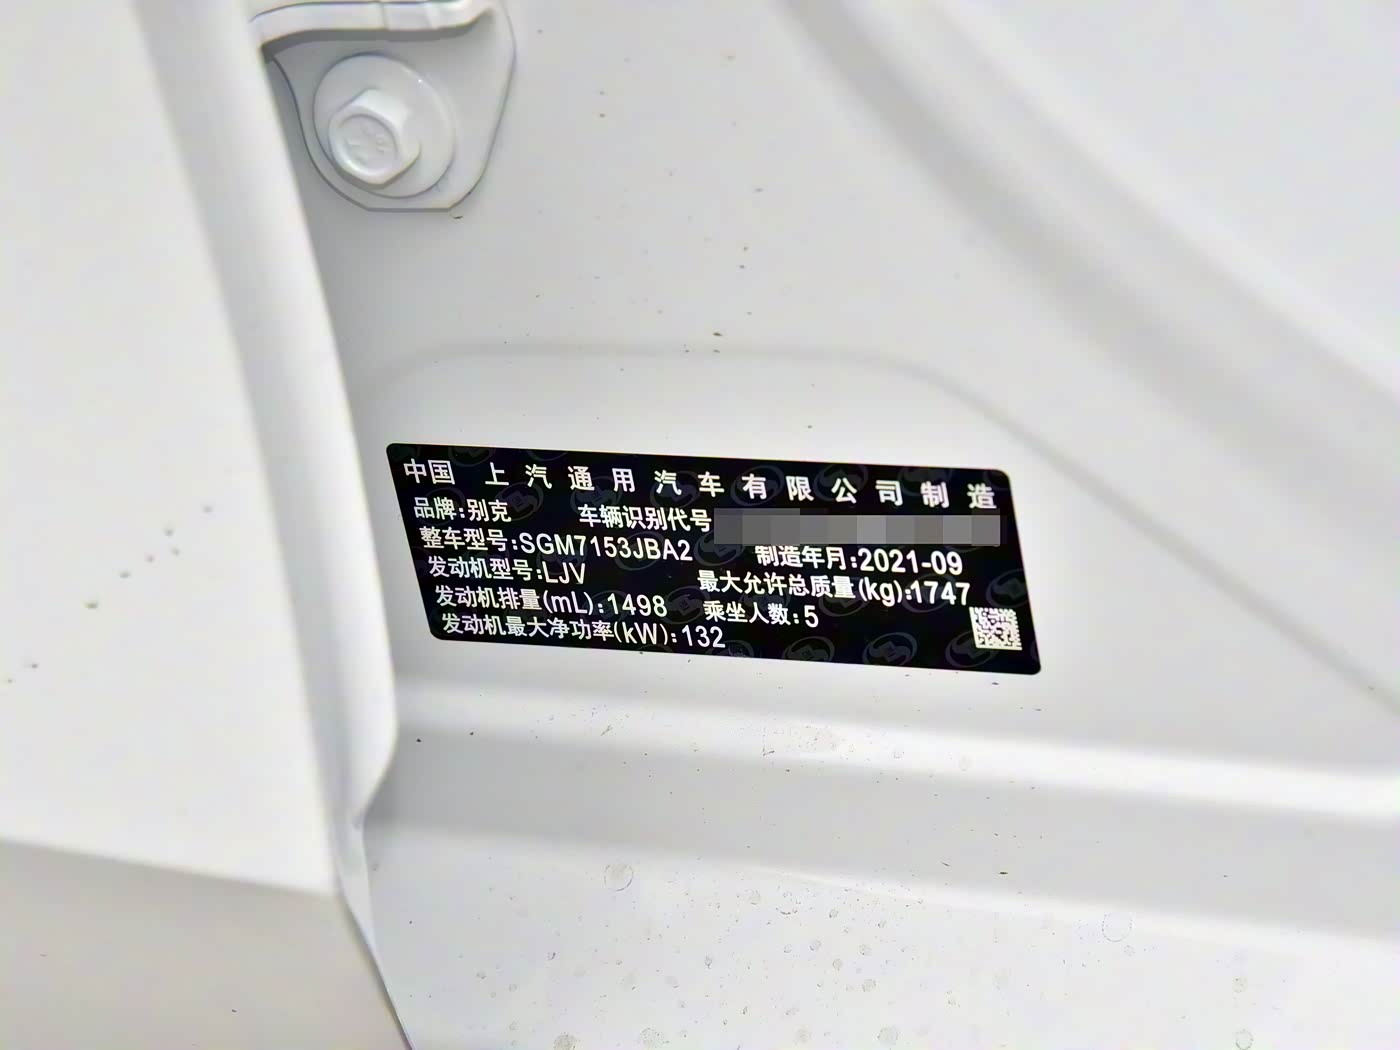 中国 上汽通用汽车有限公司制造
品牌:别克 车辆识别代号
整车型号:SGM7153JBA2 制造年月:2021-09
发动机型号:LJV 最大允许总质量(kg):1747
发动机排量(mL):1498 乘坐人数:5
发动机最大净功率(kW):132